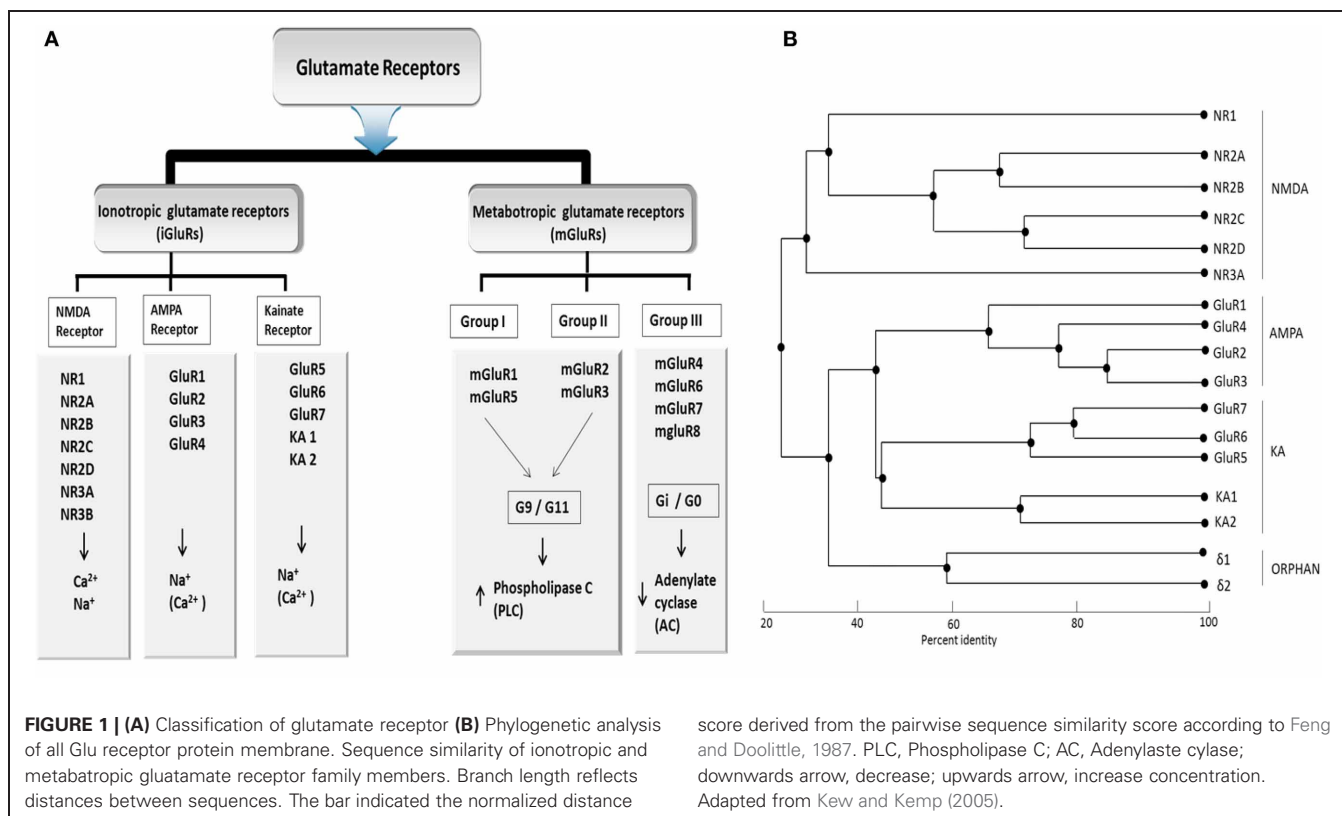 A
Glutamate Receptors
Ionotropic glutamate receptors
(iGluRs)
Metabotropic glutamate receptors
(mGluRs)
NMDA
Receptor
AMPA
Receptor
Kainate
Receptor
Group I
Group II
Group III
NR1
NR2A
NR2B
NR2C
NR2D
NR3A
NR3B
Ca²⁺
Na⁺
GluR1
GluR2
GluR3
GluR4
Na⁺
(Ca²⁺ )
GluR5
GluR6
GluR7
KA 1
KA 2
Na⁺
(Ca²⁺ )
mGluR1
mGluR5
mGluR2
mGluR3
G9 / G11
↑ Phospholipase C
(PLC)
mGluR4
mGluR6
mGluR7
mgluR8
Gi / G0
↓ Adenylate
cyclase
(AC)
B
NR1
NR2A
NR2B
NR2C
NR2D
NR3A
NMDA
GluR1
GluR4
GluR2
GluR3
AMPA
GluR7
GluR6
GluR5
KA1
KA2
KA
δ1
δ2
ORPHAN
20 40 60 80 100
Percent identity
FIGURE 1 | (A) Classification of glutamate receptor (B) Phylogenetic analysis
of all Glu receptor protein membrane. Sequence similarity of ionotropic and
metabatropic gluatamate receptor family members. Branch length reflects
distances between sequences. The bar indicated the normalized distance
score derived from the pairwise sequence similarity score according to Feng
and Doolittle, 1987. PLC, Phospholipase C; AC, Adenylaste cylase;
downwards arrow, decrease; upwards arrow, increase concentration.
Adapted from Kew and Kemp (2005).